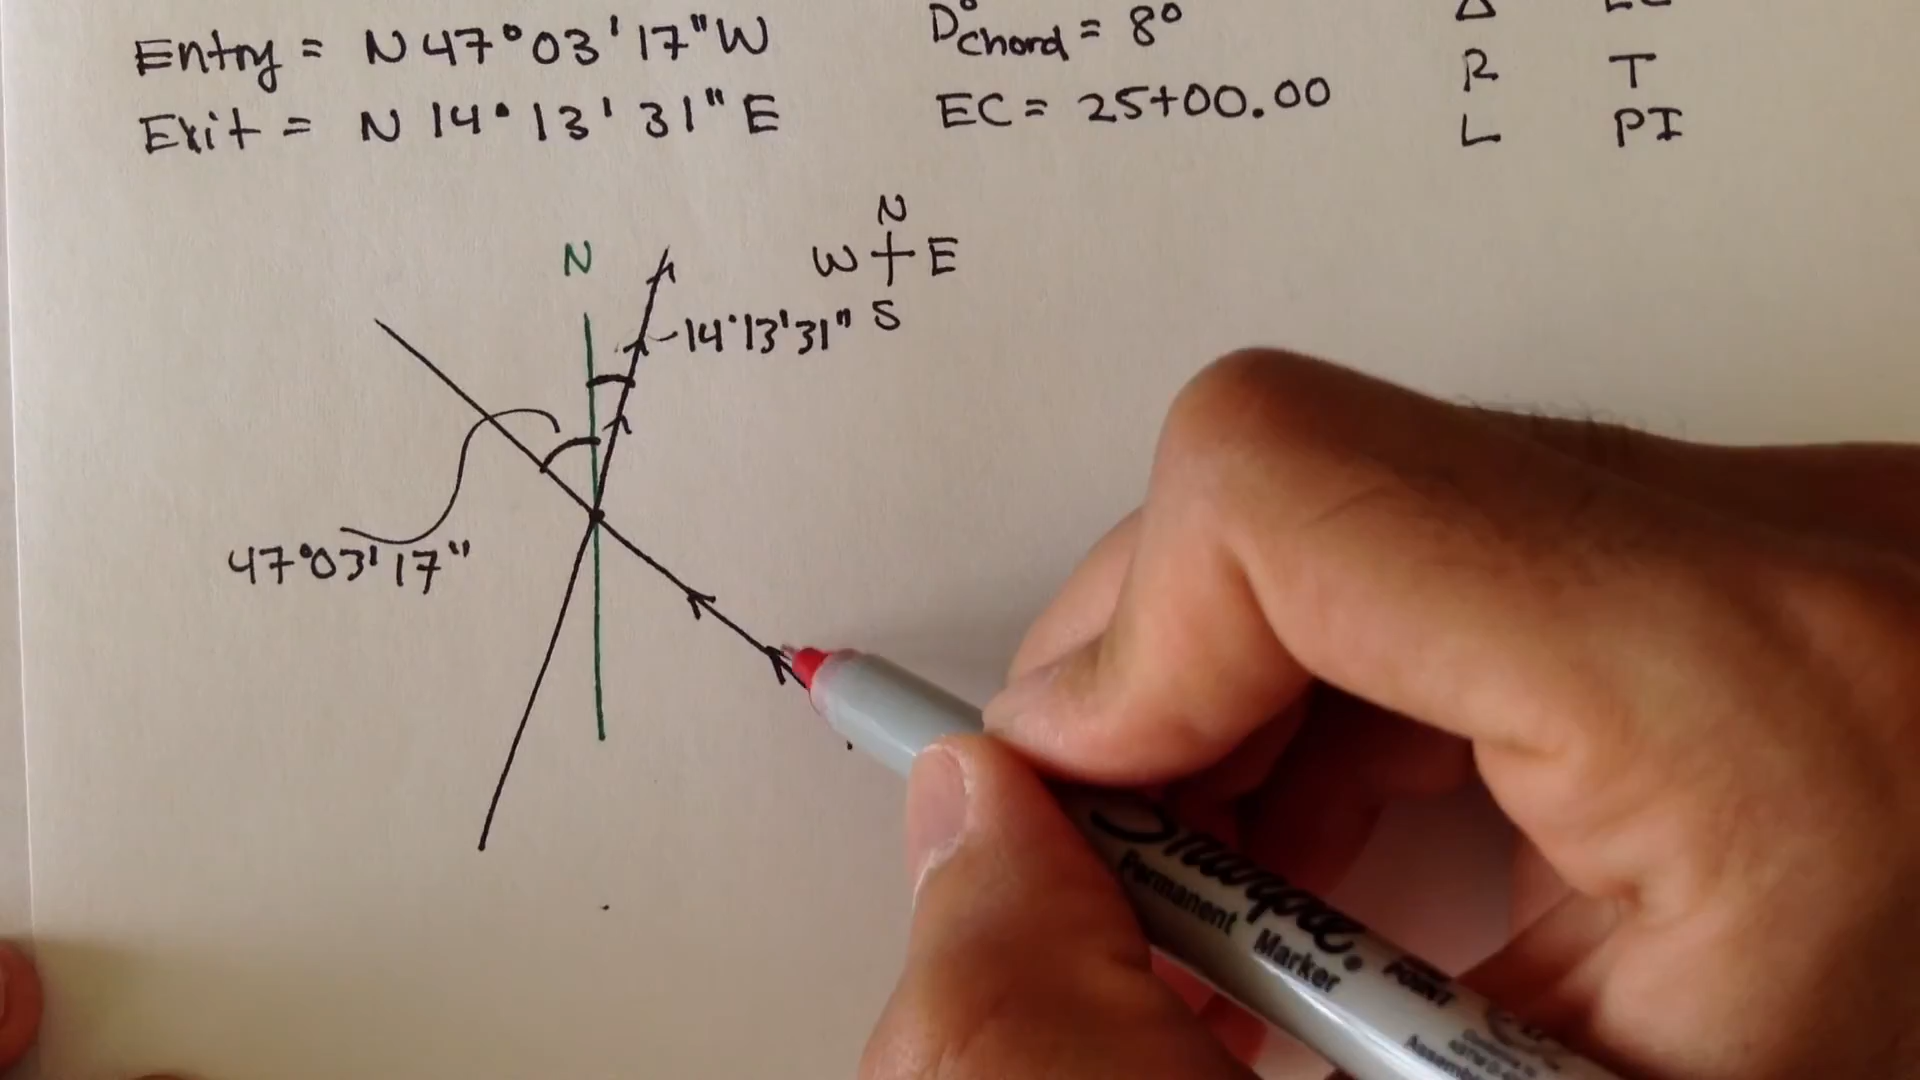 Entry = N 47°03'17" W
Exit = N 14°13'31" E
D°chord = 8°
EC = 25+00.00
Δ
R T
L PI
N
W E
S
N
14°13'31"
47°03'17"
Permanent Marker
POINT